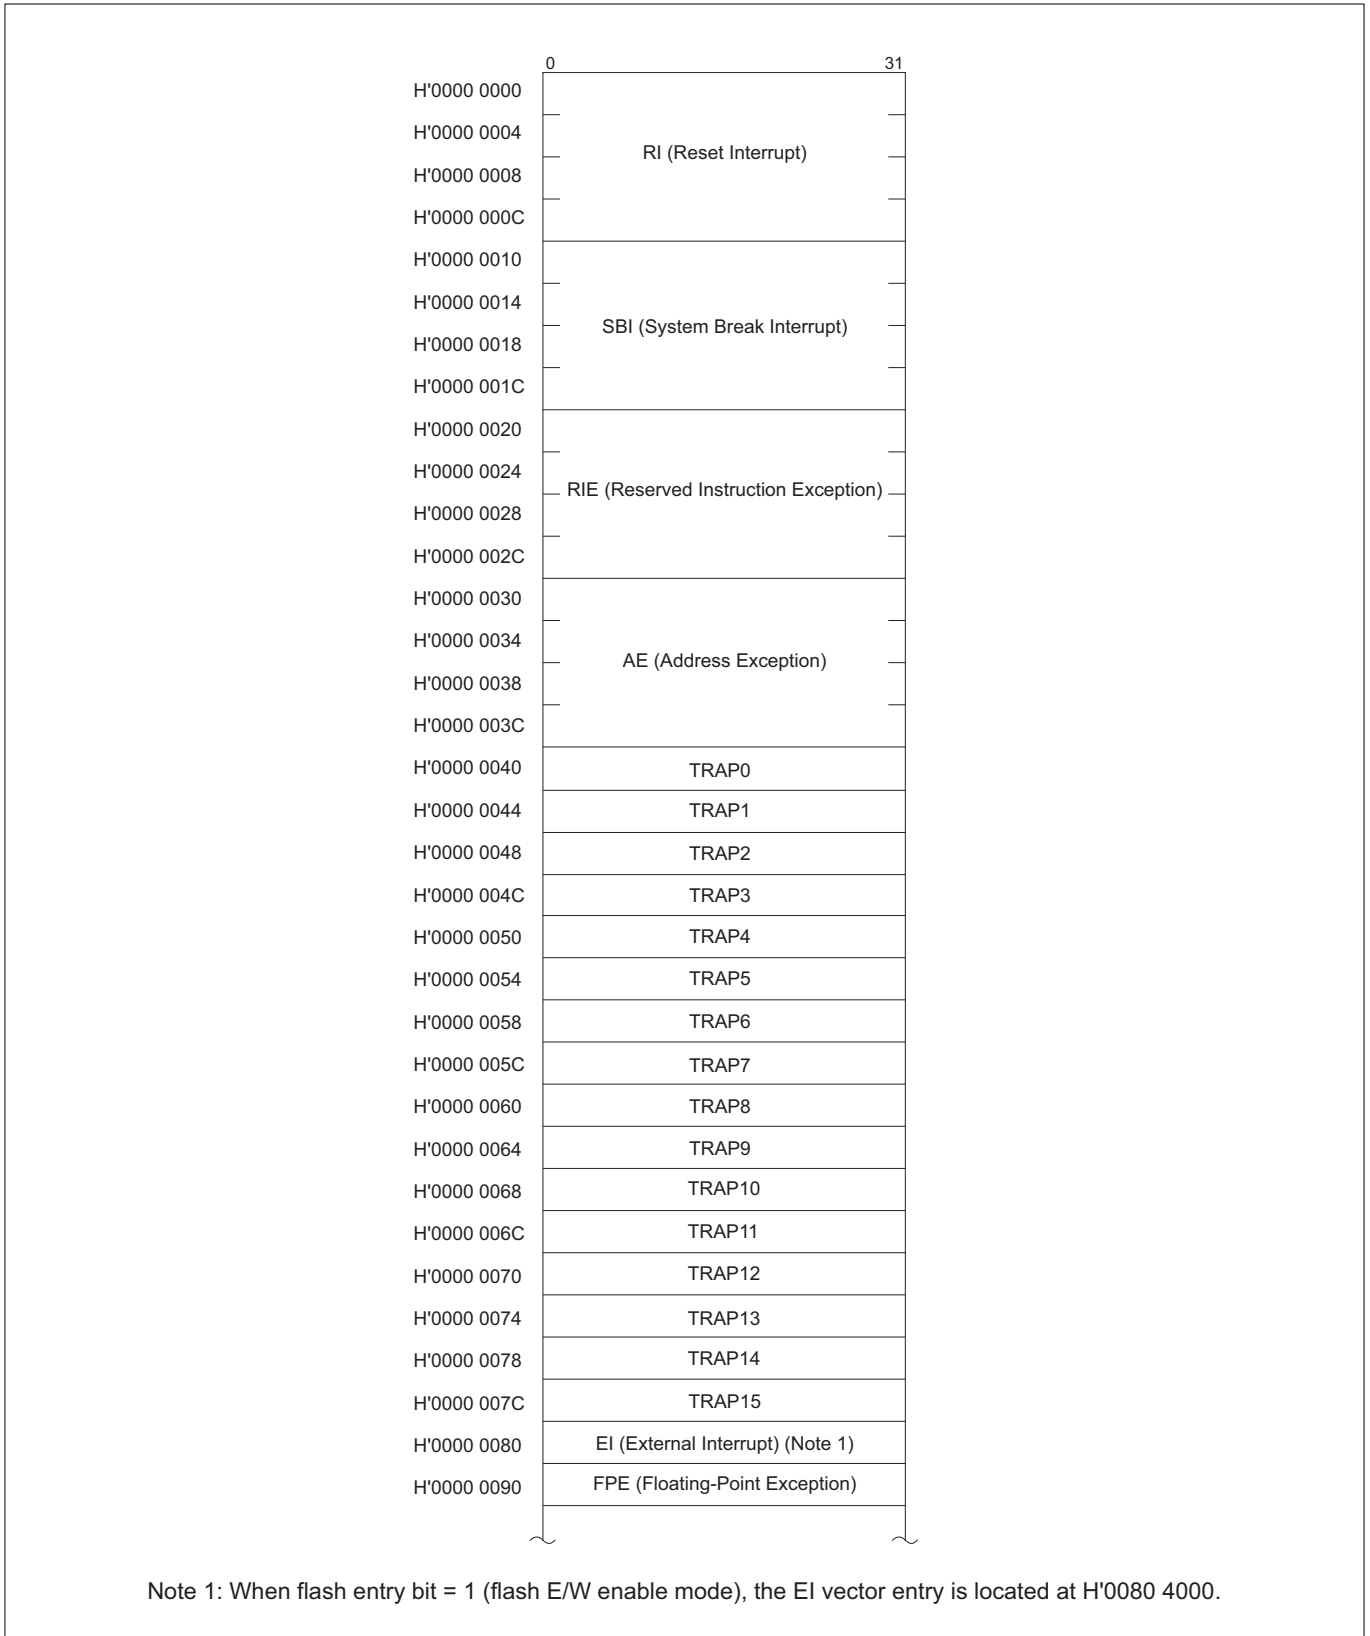 0 31
H'0000 0000
H'0000 0004
RI (Reset Interrupt)
H'0000 0008
H'0000 000C
H'0000 0010
H'0000 0014
SBI (System Break Interrupt)
H'0000 0018
H'0000 001C
H'0000 0020
H'0000 0024
RIE (Reserved Instruction Exception)
H'0000 0028
H'0000 002C
H'0000 0030
H'0000 0034
AE (Address Exception)
H'0000 0038
H'0000 003C
H'0000 0040 TRAP0
H'0000 0044 TRAP1
H'0000 0048 TRAP2
H'0000 004C TRAP3
H'0000 0050 TRAP4
H'0000 0054 TRAP5
H'0000 0058 TRAP6
H'0000 005C TRAP7
H'0000 0060 TRAP8
H'0000 0064 TRAP9
H'0000 0068 TRAP10
H'0000 006C TRAP11
H'0000 0070 TRAP12
H'0000 0074 TRAP13
H'0000 0078 TRAP14
H'0000 007C TRAP15
H'0000 0080 EI (External Interrupt) (Note 1)
H'0000 0090 FPE (Floating-Point Exception)
Note 1: When flash entry bit = 1 (flash E/W enable mode), the EI vector entry is located at H'0080 4000.